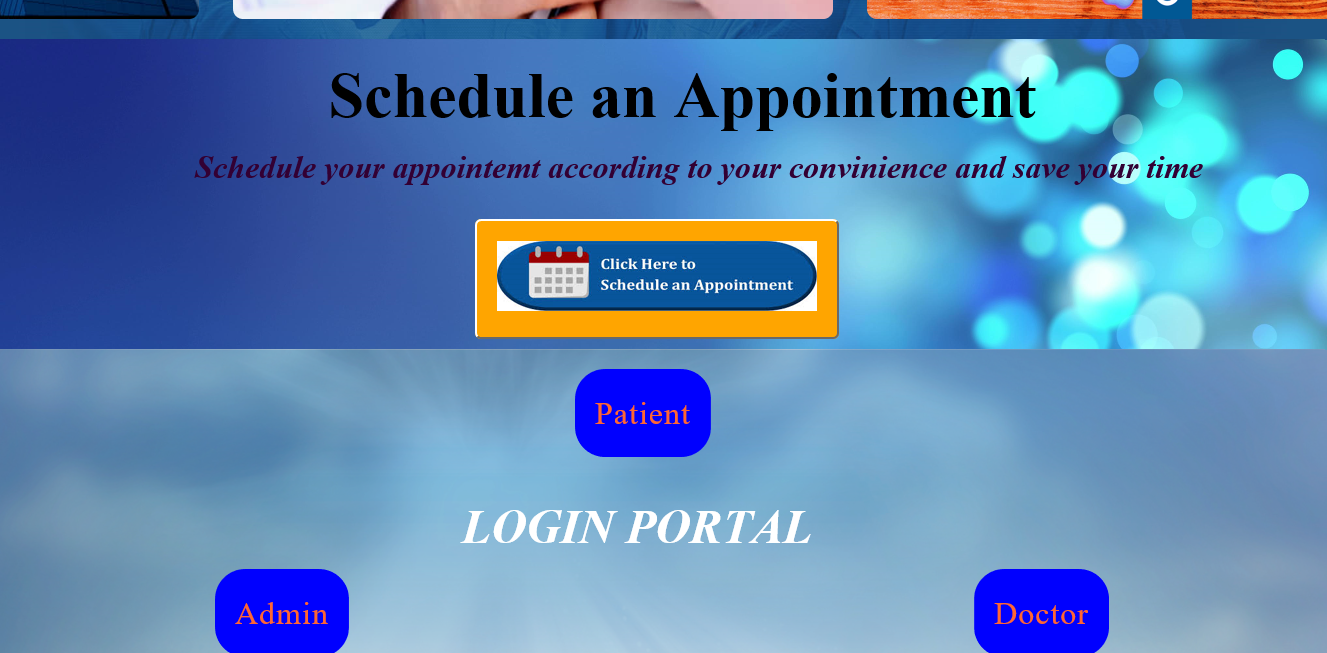 Schedule an Appointment
Schedule your appointemt according to your convinience and save your time
Click Here to
Schedule an Appointment
Patient
LOGIN PORTAL
Admin
Doctor